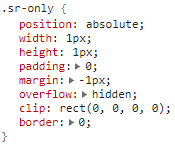 .sr-only {
position: absolute;
width: 1px;
height: 1px;
padding:▶ 0;
margin:▶ -1px;
overflow:▶ hidden;
clip: rect(0, 0, 0, 0);
border:▶ 0;
}